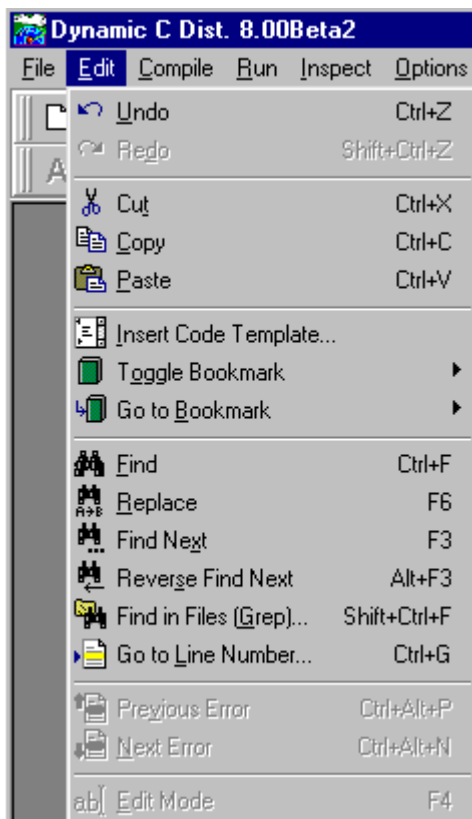 Dynamic C Dist. 8.00Beta2
File Edit Compile Run Inspect Options
Undo Ctrl+Z
Redo Shift+Ctrl+Z
A
Cut Ctrl+X
Copy Ctrl+C
Paste Ctrl+V
Insert Code Template...
Toggle Bookmark
Go to Bookmark
Find Ctrl+F
A→B Replace F6
Find Next F3
Reverse Find Next Alt+F3
Find in Files (Grep)... Shift+Ctrl+F
Go to Line Number... Ctrl+G
Previous Error Ctrl+Alt+P
Next Error Ctrl+Alt+N
ab Edit Mode F4